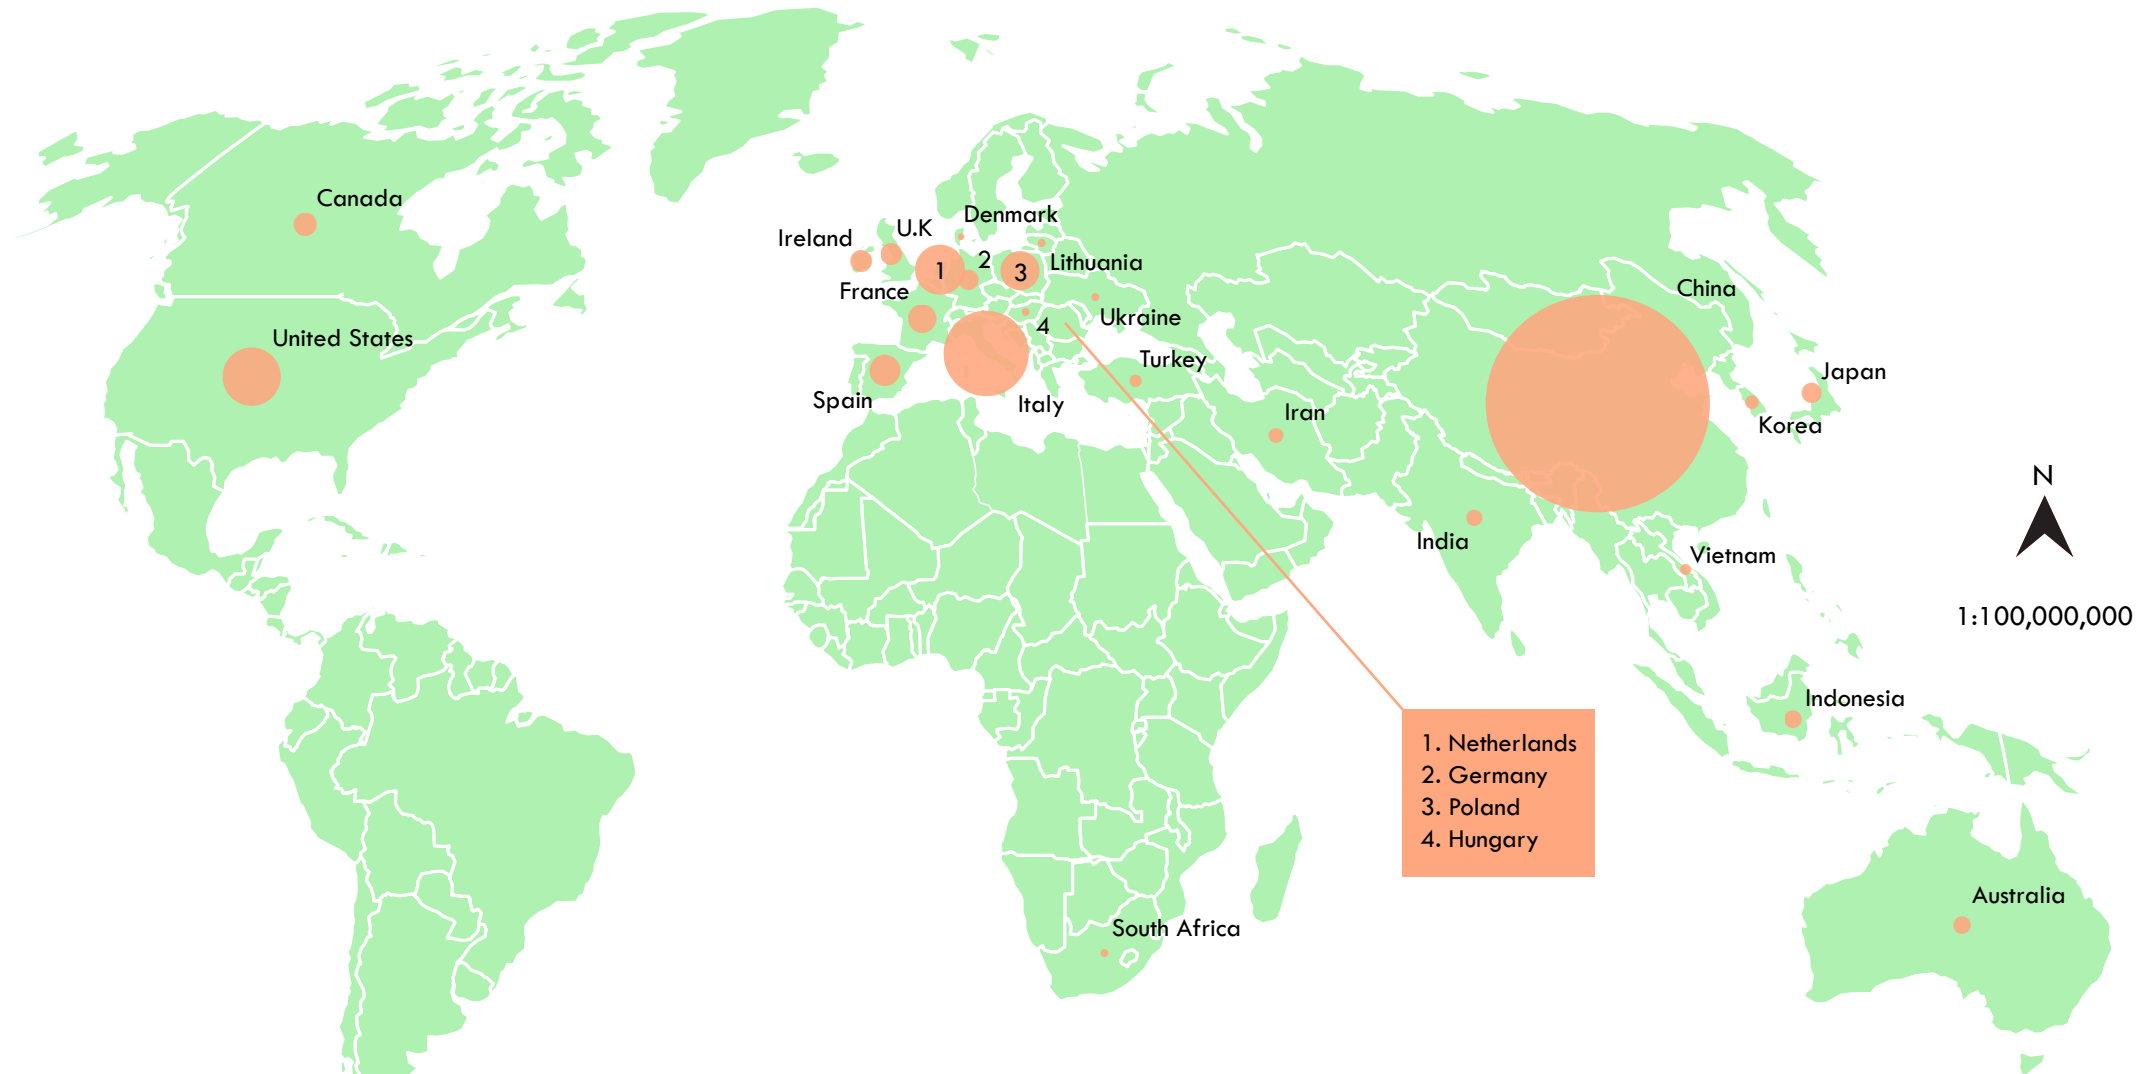 Canada
United States
Ireland
U.K
Denmark
1
2
3
Lithuania
France
4
Ukraine
Spain
Italy
Turkey
Iran
China
Japan
Korea
India
Vietnam
N
1:100,000,000
Indonesia
1. Netherlands
2. Germany
3. Poland
4. Hungary
Australia
South Africa